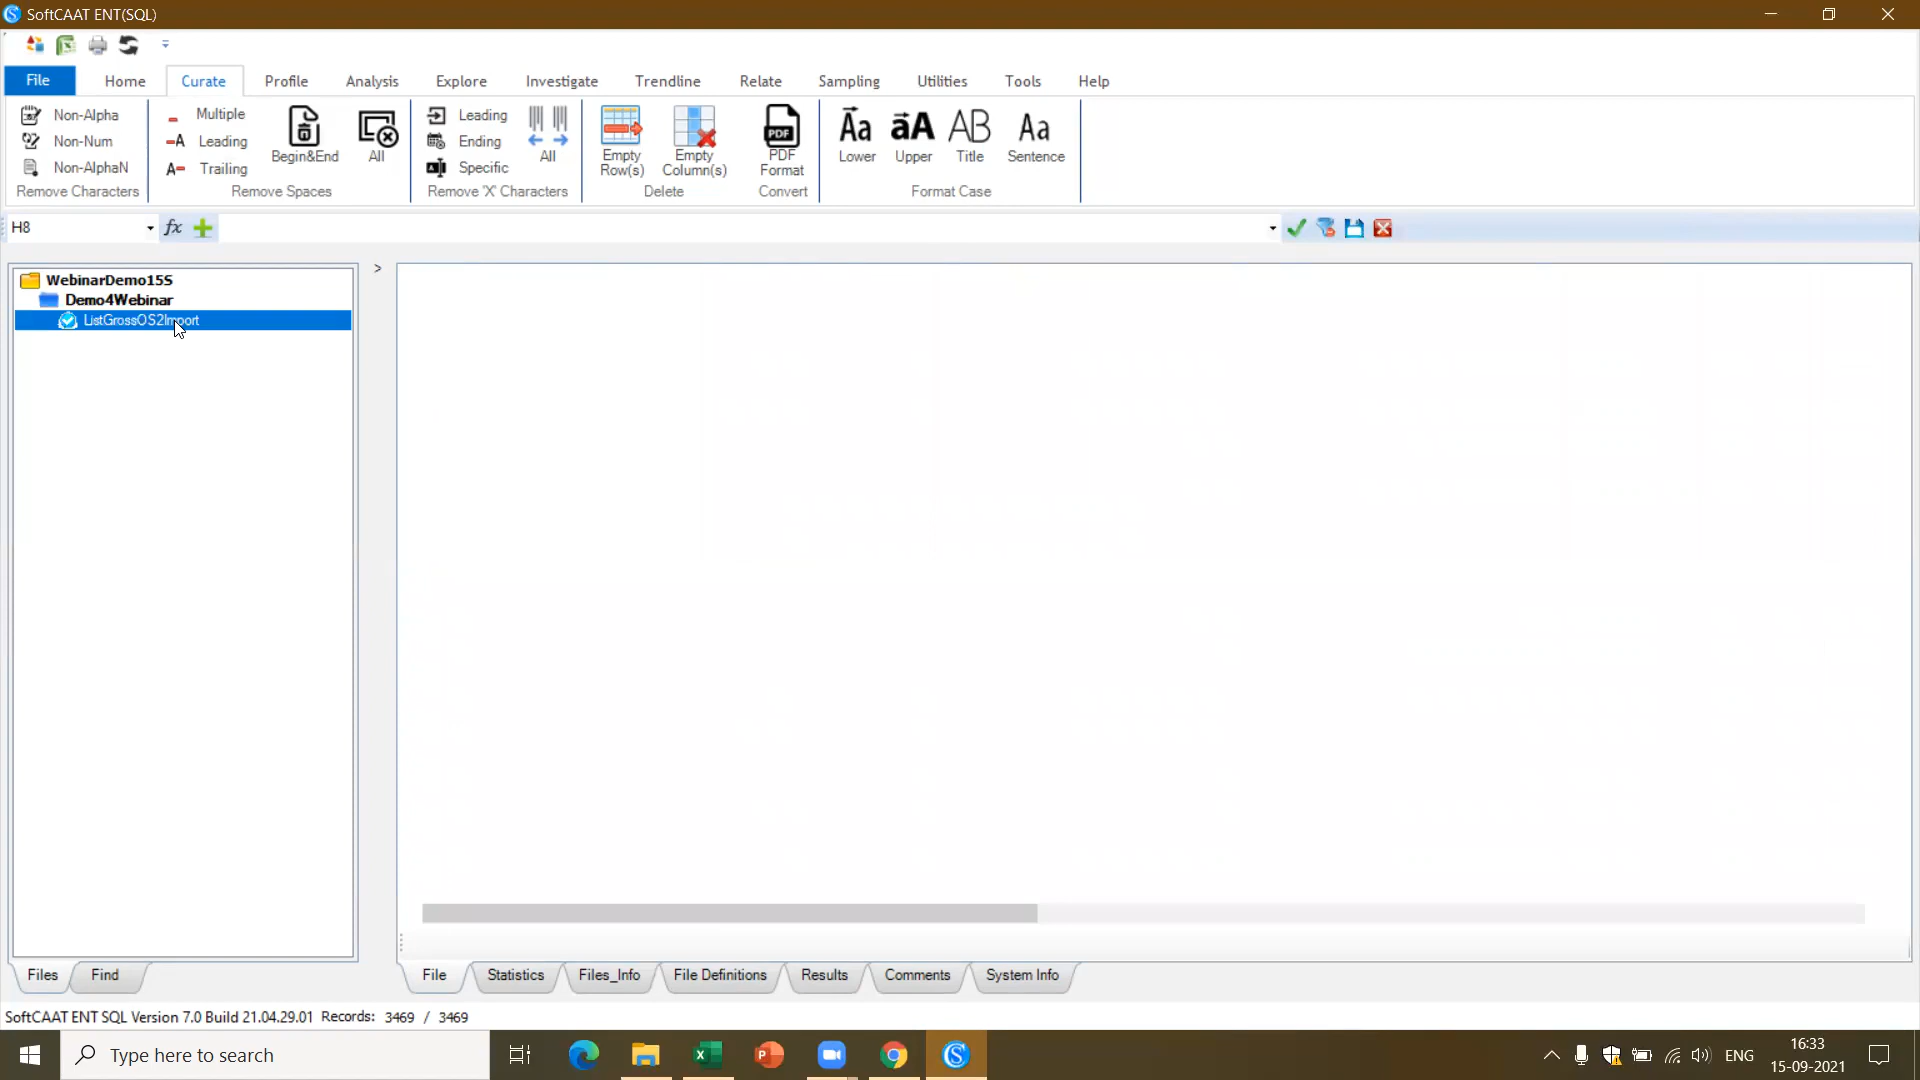 SoftCAAT ENT(SQL)
File Home Curate Profile Analysis Explore Investigate Trendline Relate Sampling Utilities Tools Help
Non-Alpha
Non-Num
Non-AlphaN
Remove Characters
Multiple
Leading
Trailing
Begin&End
All
Remove Spaces
Leading
Ending
Specific
All
Remove 'X' Characters
Empty Row(s)
Empty Column(s)
Delete
PDF Format
Convert
Lower Upper Title Sentence
Format Case
H8
WebinarDemo15S
Demo4Webinar
ListGrossOS2Import
Files Find
File Statistics Files_Info File Definitions Results Comments System Info
SoftCAAT ENT SQL Version 7.0 Build 21.04.29.01 Records: 3469 / 3469
Type here to search
ENG
16:33
15-09-2021